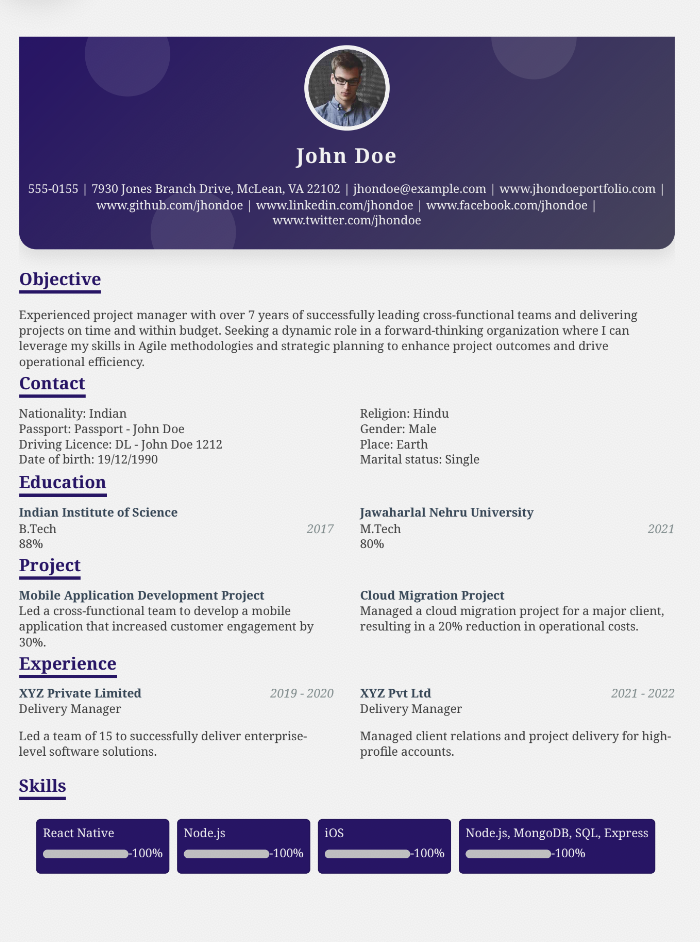 John Doe
555-0155 | 7930 Jones Branch Drive, McLean, VA 22102 | jhondoe@example.com | www.jhondoeportfolio.com |
www.github.com/jhondoe | www.linkedin.com/jhondoe | www.facebook.com/jhondoe |
www.twitter.com/jhondoe
Objective
Experienced project manager with over 7 years of successfully leading cross-functional teams and delivering
projects on time and within budget. Seeking a dynamic role in a forward-thinking organization where I can
leverage my skills in Agile methodologies and strategic planning to enhance project outcomes and drive
operational efficiency.
Contact
Nationality: Indian
Passport: Passport - John Doe
Driving Licence: DL - John Doe 1212
Date of birth: 19/12/1990
Religion: Hindu
Gender: Male
Place: Earth
Marital status: Single
Education
Indian Institute of Science
B.Tech 2017
88%
Jawaharlal Nehru University
M.Tech 2021
80%
Project
Mobile Application Development Project
Led a cross-functional team to develop a mobile
application that increased customer engagement by
30%.
Cloud Migration Project
Managed a cloud migration project for a major client,
resulting in a 20% reduction in operational costs.
Experience
XYZ Private Limited 2019 - 2020
Delivery Manager
Led a team of 15 to successfully deliver enterprise-
level software solutions.
XYZ Pvt Ltd 2021 - 2022
Delivery Manager
Managed client relations and project delivery for high-
profile accounts.
Skills
React Native
-100%
Node.js
-100%
iOS
-100%
Node.js, MongoDB, SQL, Express
-100%